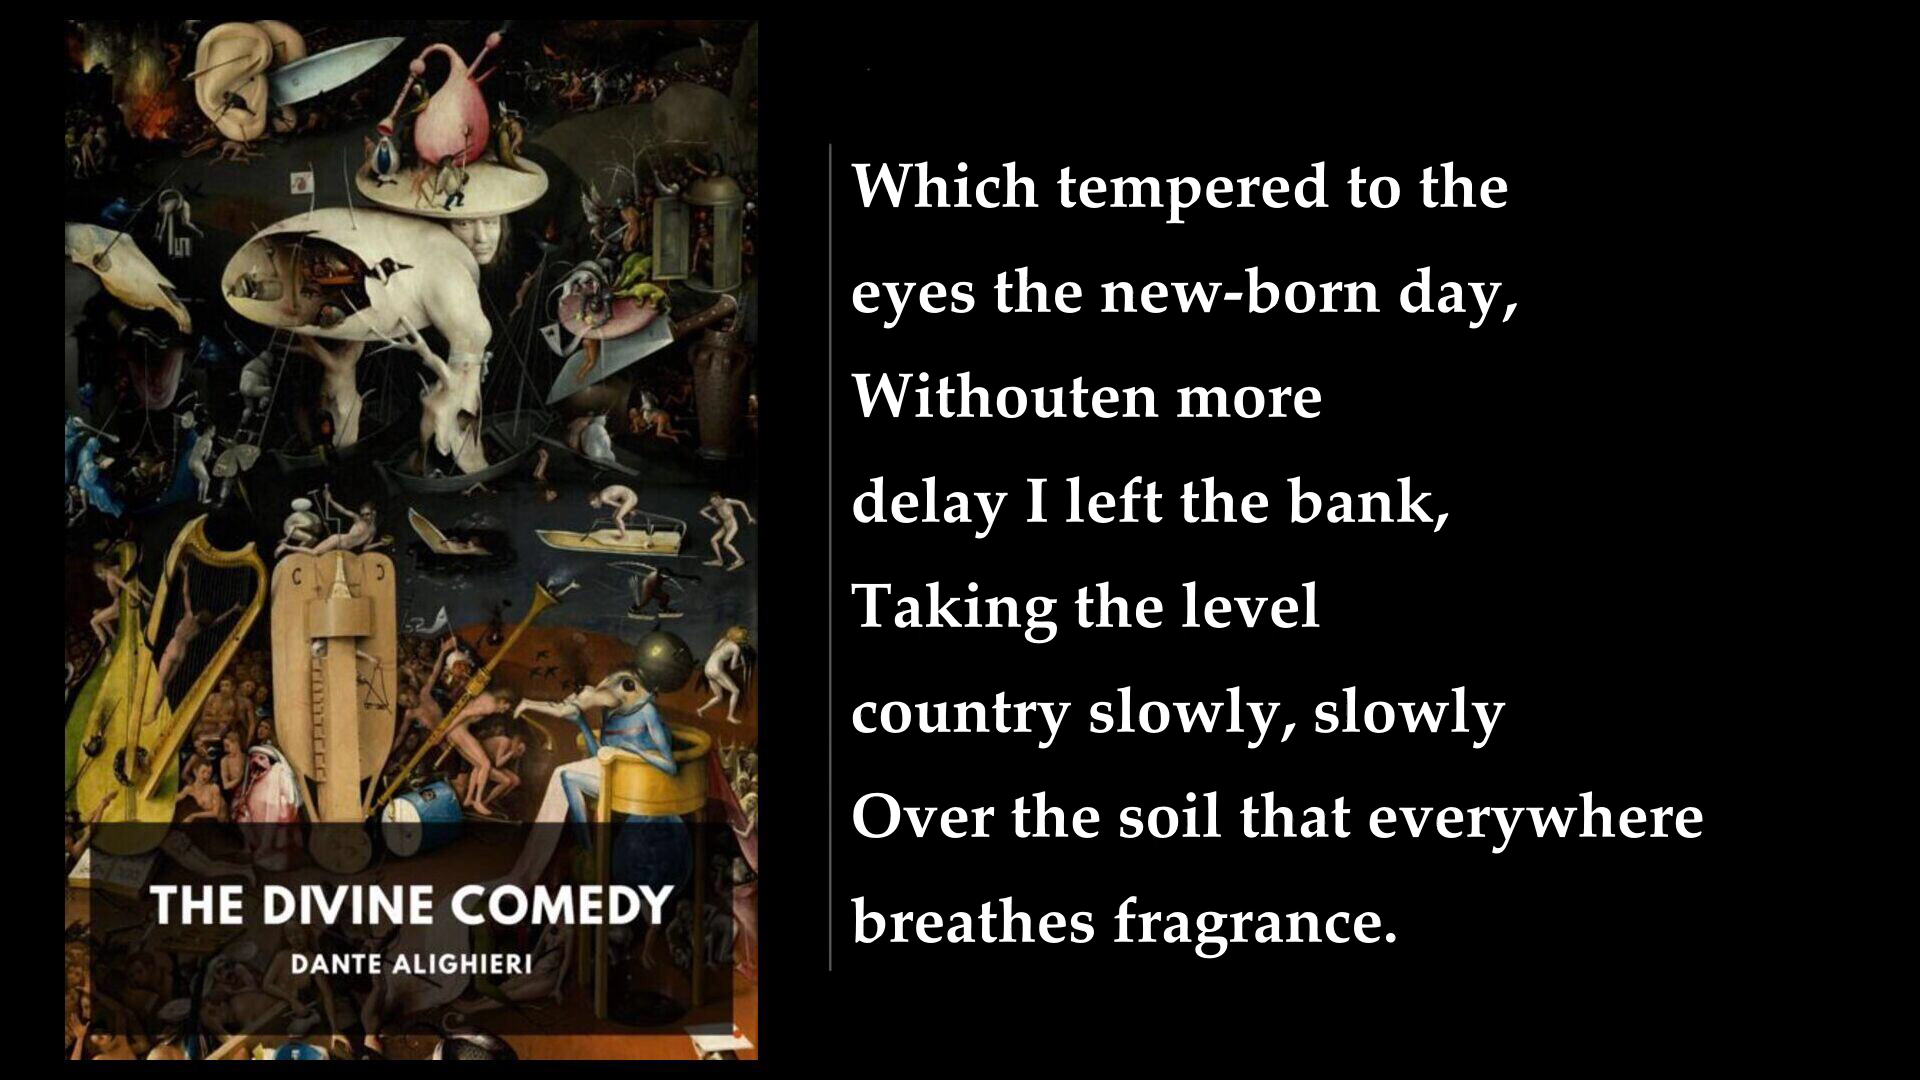 THE DIVINE COMEDY
DANTE ALIGHIERI
Which tempered to the
eyes the new-born day,
Withouten more
delay I left the bank,
Taking the level
country slowly, slowly
Over the soil that everywhere
breathes fragrance.